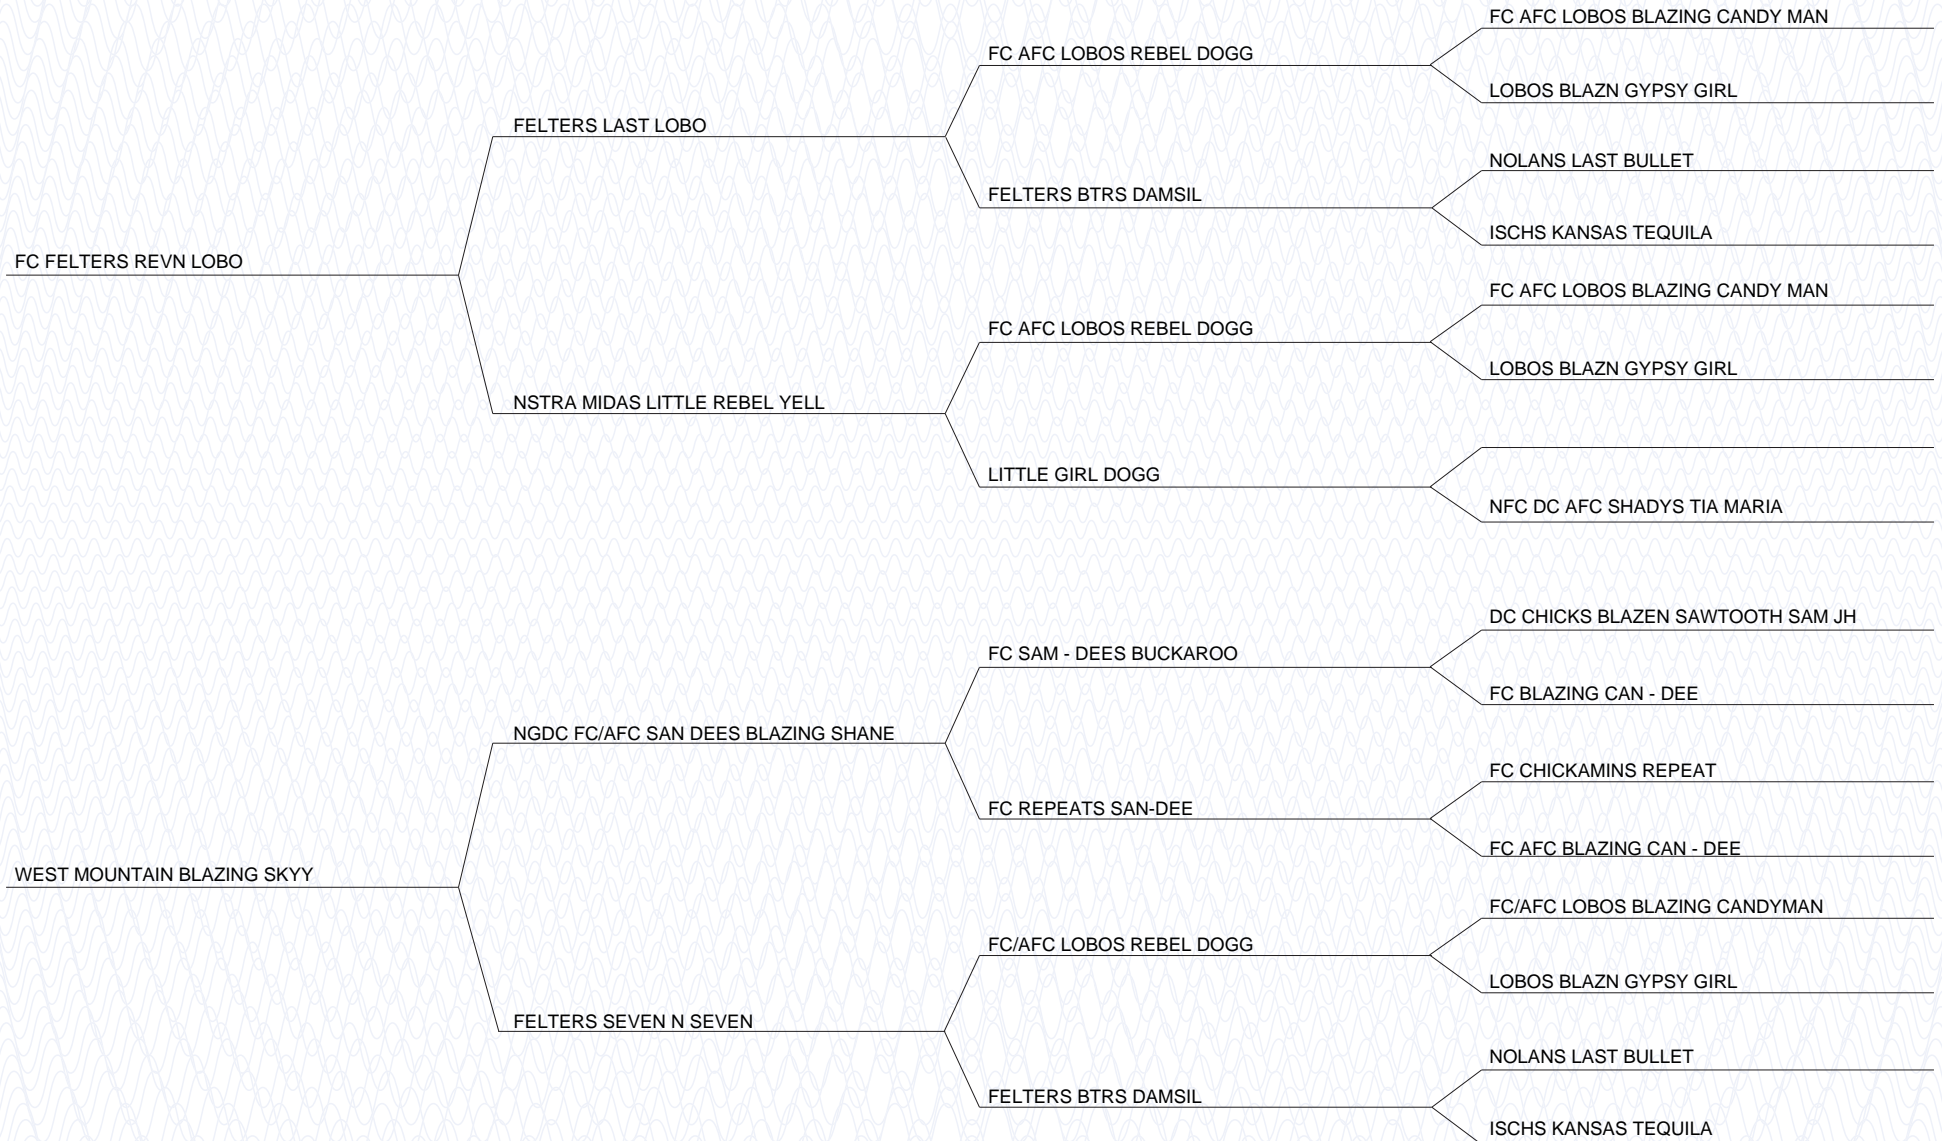 FC AFC LOBOS BLAZING CANDY MAN
FC AFC LOBOS REBEL DOGG
LOBOS BLAZN GYPSY GIRL
FELTERS LAST LOBO
NOLANS LAST BULLET
FELTERS BTRS DAMSIL
ISCHS KANSAS TEQUILA
FC FELTERS REVN LOBO
FC AFC LOBOS BLAZING CANDY MAN
FC AFC LOBOS REBEL DOGG
LOBOS BLAZN GYPSY GIRL
NSTRA MIDAS LITTLE REBEL YELL
LITTLE GIRL DOGG
NFC DC AFC SHADYS TIA MARIA
DC CHICKS BLAZEN SAWTOOTH SAM JH
FC SAM - DEES BUCKAROO
FC BLAZING CAN - DEE
NGDC FC/AFC SAN DEES BLAZING SHANE
FC CHICKAMINS REPEAT
FC REPEATS SAN-DEE
FC AFC BLAZING CAN - DEE
WEST MOUNTAIN BLAZING SKYY
FC/AFC LOBOS BLAZING CANDYMAN
FC/AFC LOBOS REBEL DOGG
LOBOS BLAZN GYPSY GIRL
FELTERS SEVEN N SEVEN
NOLANS LAST BULLET
FELTERS BTRS DAMSIL
ISCHS KANSAS TEQUILA